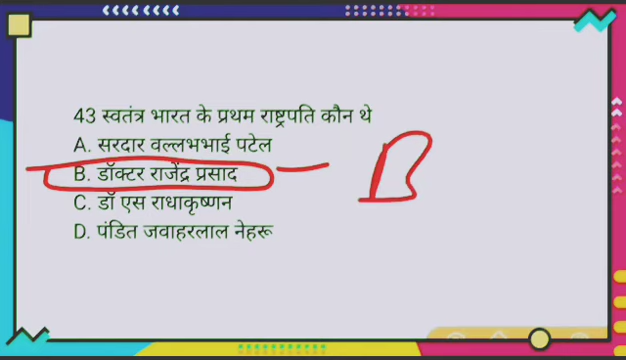 43 स्वतंत्र भारत के प्रथम राष्ट्रपति कौन थे
A. सरदार वल्लभभाई पटेल
B. डॉक्टर राजेंद्र प्रसाद
B
C. डॉ एस राधाकृष्णन
D. पंडित जवाहरलाल नेहरू